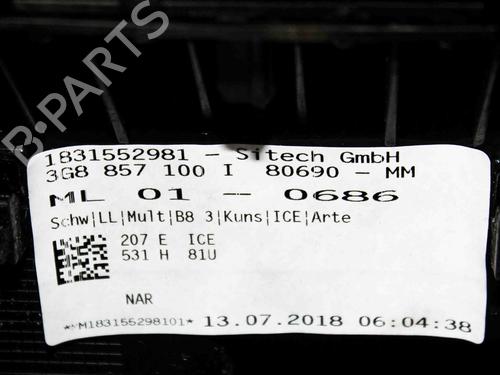 B-PARTS
1831552981 - Sitech GmbH
3G8 857 100 I 80690 - MM
ML 01 -- 0686
Schw|LL|Mult|B8 3|Kuns|ICE|Arte
207 E ICE
531 H 81U
NAR
*VM183155298101* 13.07.2018 06:04:38